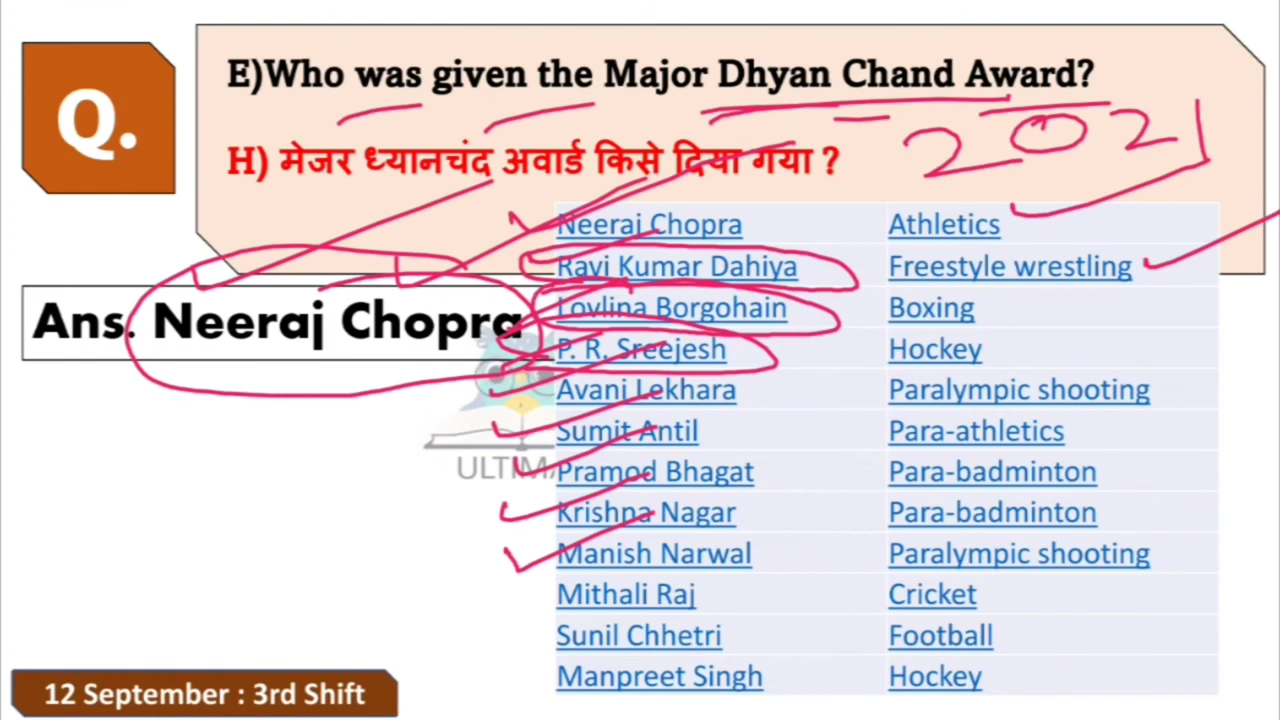 Q.
E)Who was given the Major Dhyan Chand Award?
H) मेजर ध्यानचंद अवार्ड किसे दिया गया ?
2021
Ans. Neeraj Chopra
Neeraj Chopra Athletics
Ravi Kumar Dahiya Freestyle wrestling
Lovlina Borgohain Boxing
P. R. Sreejesh Hockey
Avani Lekhara Paralympic shooting
Sumit Antil Para-athletics
ULTIMA
Pramod Bhagat Para-badminton
Krishna Nagar Para-badminton
Manish Narwal Paralympic shooting
Mithali Raj Cricket
Sunil Chhetri Football
Manpreet Singh Hockey
12 September : 3rd Shift